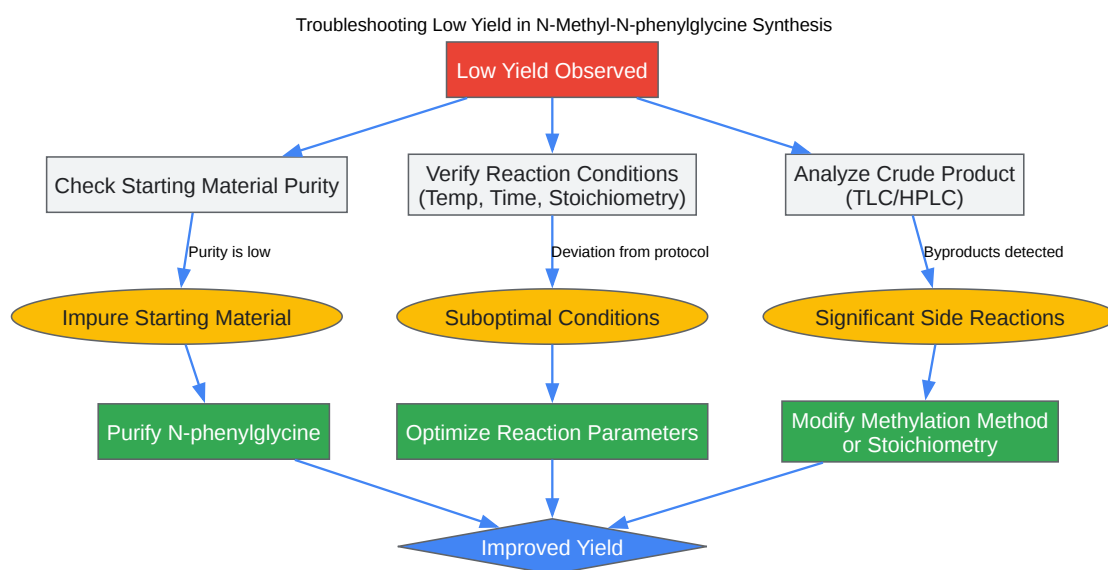 Troubleshooting Low Yield in N-Methyl-N-phenylglycine Synthesis
Low Yield Observed
Check Starting Material Purity
Verify Reaction Conditions
(Temp, Time, Stoichiometry)
Analyze Crude Product
(TLC/HPLC)
Purity is low
Deviation from protocol
Byproducts detected
Impure Starting Material
Suboptimal Conditions
Significant Side Reactions
Purify N-phenylglycine
Optimize Reaction Parameters
Modify Methylation Method
or Stoichiometry
Improved Yield